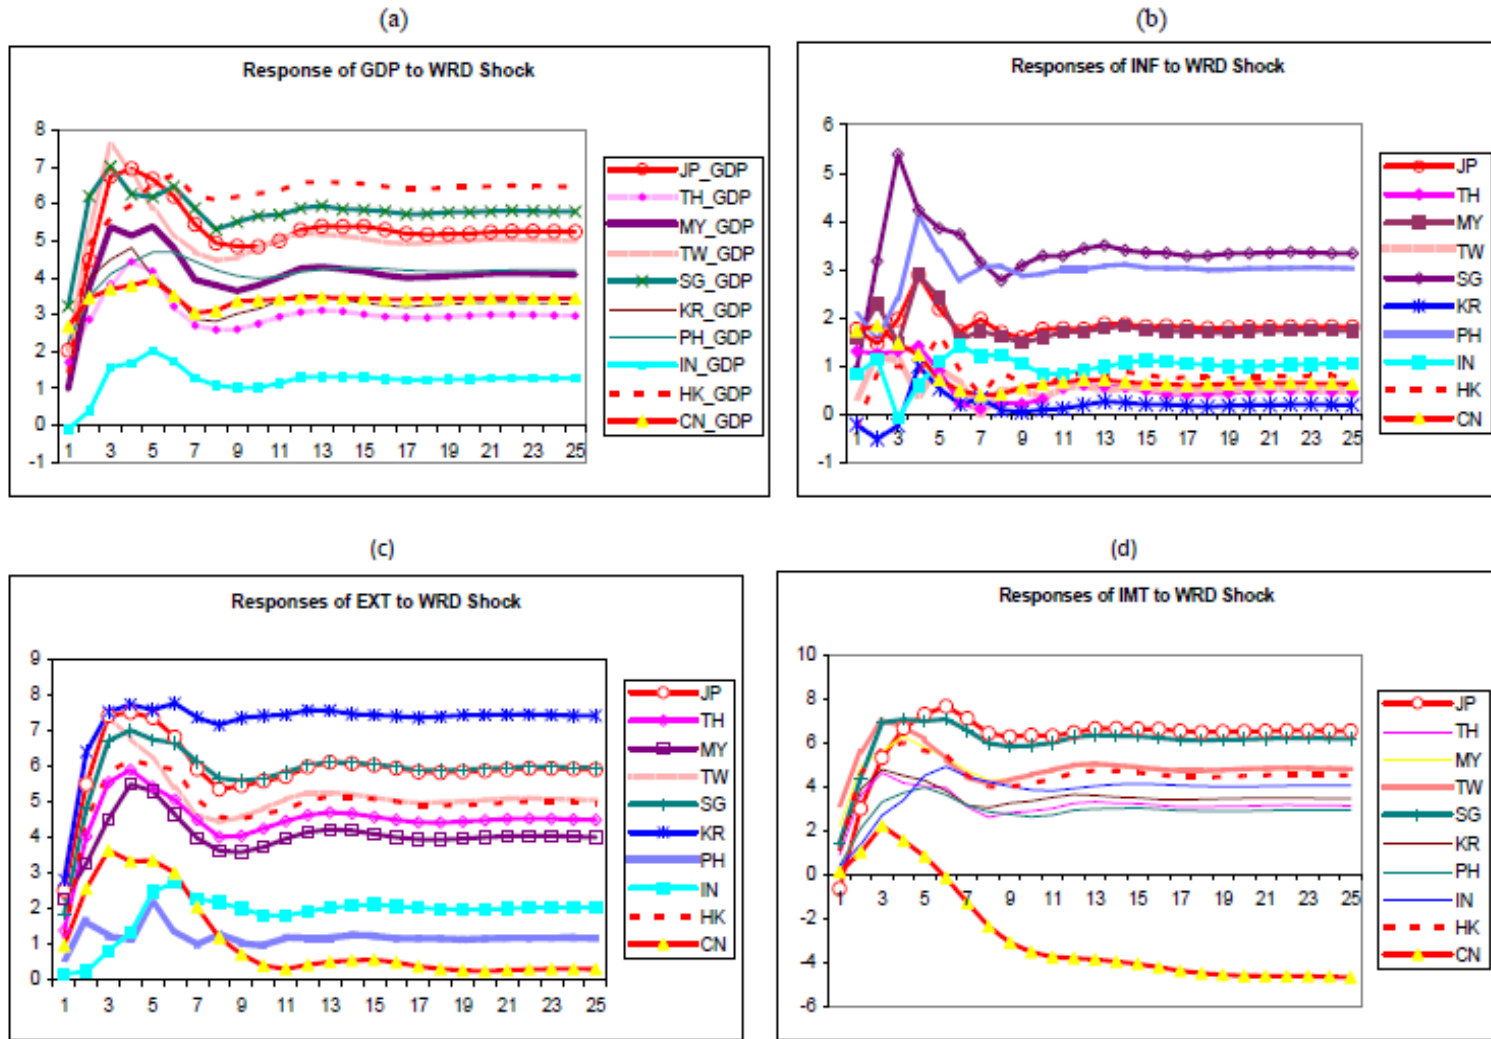 (a)
Response of GDP to WRD Shock
8
7
6
5
4
3
2
1
0
-1
1 3 5 7 9 11 13 15 17 19 21 23 25
JP_GDP
TH_GDP
MY_GDP
TW_GDP
SG_GDP
KR_GDP
PH_GDP
IN_GDP
HK_GDP
CN_GDP
(b)
Responses of INF to WRD Shock
6
5
4
3
2
1
0
-1
1 3 5 7 9 11 13 15 17 19 21 23 25
JP
TH
MY
TW
SG
KR
PH
IN
HK
CN
(c)
Responses of EXT to WRD Shock
9
8
7
6
5
4
3
2
1
0
1 3 5 7 9 11 13 15 17 19 21 23 25
JP
TH
MY
TW
SG
KR
PH
IN
HK
CN
(d)
Responses of IMT to WRD Shock
10
8
6
4
2
0
-2
-4
-6
1 3 5 7 9 11 13 15 17 19 21 23 25
JP
TH
MY
TW
SG
KR
PH
IN
HK
CN